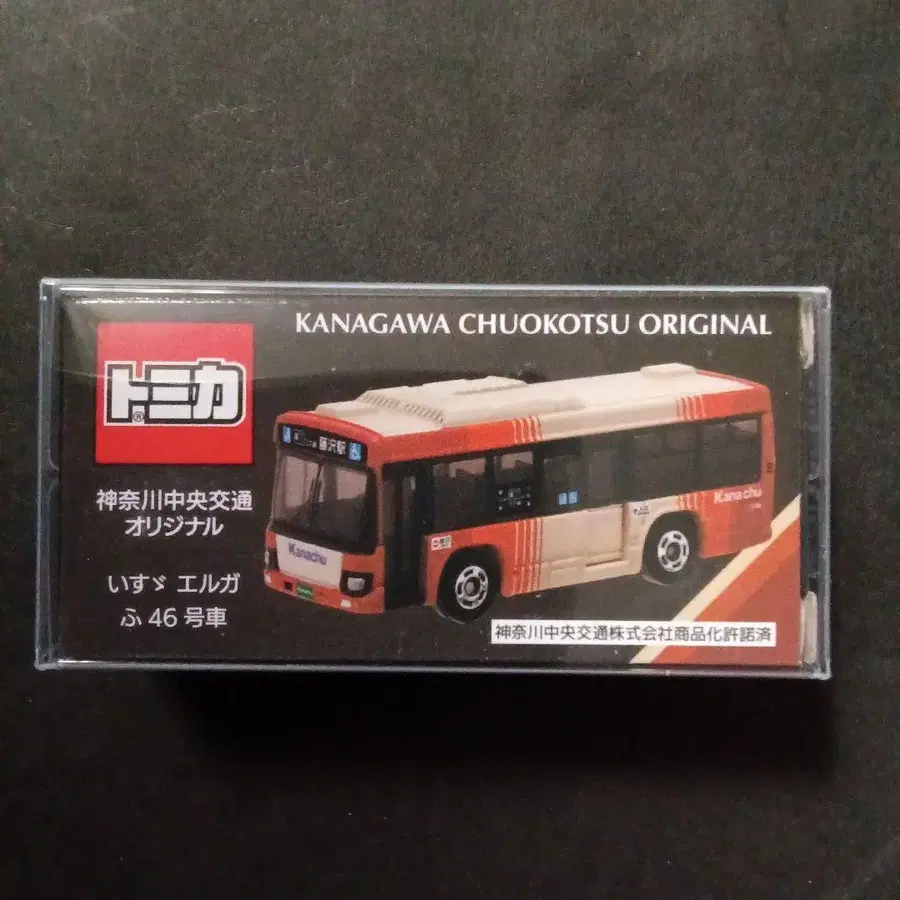 KANAGAWA CHUOKOTSU ORIGINAL
トミカ
®
神奈川中央交通
オリジナル
いすゞ エルガ
ふ 46 号車
藤沢駅
Kanachu
Kanachu
神奈川中央交通株式会社商品化許諾済